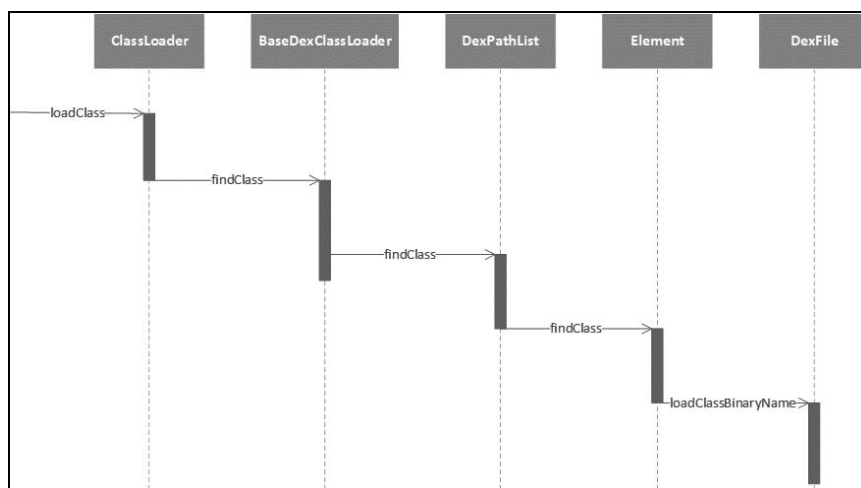 ClassLoader
BaseDexClassLoader
DexPathList
Element
DexFile
loadClass
findClass
findClass
findClass
loadClassBinaryName